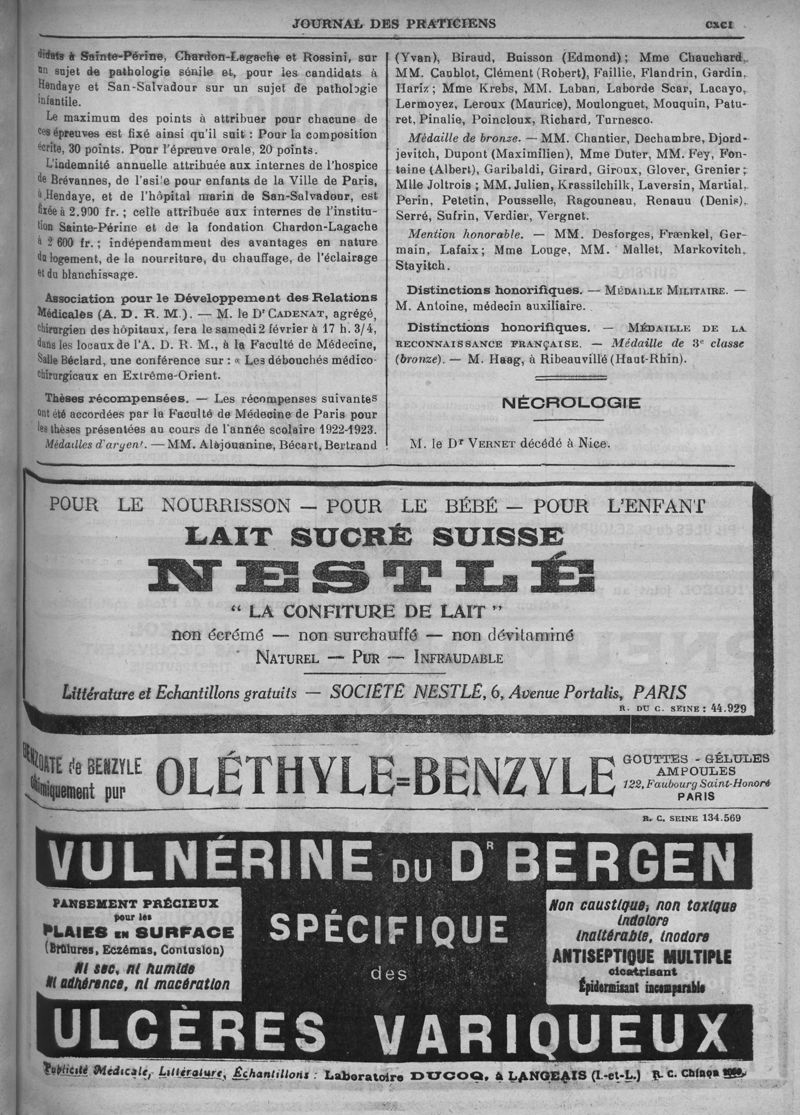 JOURNAL DES PRATICIENS
CXCI
didats à Sainte-Périne, Chardon-Lagache et Rossini, sur
un sujet de pathologie sénile et, pour les candidats à
Hendaye et San-Salvadour sur un sujet de pathologie
infantile.
Le maximum des points à attribuer pour chacune de
ces épreuves est fixé ainsi qu'il suit : Pour la composition
écrite, 30 points. Pour l'épreuve orale, 20 points.
L'indemnité annuelle attribuée aux internes de l'hospice
de Brévannes, de l'asile pour enfants de la Ville de Paris,
à Hendaye, et de l'hôpital marin de San-Salvadour, est
fixée à 2.900 fr. ; celle attribuée aux internes de l'institu-
tion Sainte-Périne et de la fondation Chardon-Lagache
à 2 600 fr. ; indépendamment des avantages en nature
du logement, de la nourriture, du chauffage, de l'éclairage
et du blanchissage.
Association pour le Développement des Relations
Médicales (A. D. R. M.). — M. le Dr CADENAT, agrégé,
chirurgien des hôpitaux, fera le samedi 2 février à 17 h. 3/4,
dans les locaux de l'A. D. R. M., à la Faculté de Médecine,
Salle Béclard, une conférence sur : « Les débouchés médico-
chirurgicaux en Extrême-Orient.
Thèses récompensées. — Les récompenses suivantes
ont été accordées par la Faculté de Médecine de Paris pour
les thèses présentées au cours de l'année scolaire 1922-1923.
Médailles d'argent. — MM. Alajouanine, Bécart, Bertrand
(Yvan), Biraud, Buisson (Edmond) ; Mme Chauchard,
MM. Caublot, Clément (Robert), Faillie, Flandrin, Gardin,
Hariz ; Mme Krebs, MM. Laban, Laborde Scar, Lacayo,
Lermoyez, Leroux (Maurice), Moulonguet, Mouquin, Patu-
ret, Pinalie, Poincloux, Richard, Turnesco.
Médaille de bronze. — MM. Chantier, Dechambre, Djord-
jevitch, Dupont (Maximilien), Mme Duter, MM. Fey, Fon-
taine (Albert), Garibaldi, Girard, Giroux, Glover, Grenier ;
Mlle Joltrois ; MM. Julien, Krassilchik, Laversin, Martial,
Perin, Petetin, Pousselle, Ragouneau, Renauu (Denis),
Serré, Sufrin, Verdier, Vergnet.
Mention honorable. — MM. Desforges, Frænkel, Ger-
main, Lafaix ; Mme Louge, MM. Mallet, Markovitch,
Stayitch.
Distinctions honorifiques. — MÉDAILLE MILITAIRE. —
M. Antoine, médecin auxiliaire.
Distinctions honorifiques. — MÉDAILLE DE LA
RECONNAISSANCE FRANÇAISE. — Médaille de 3e classe
(bronze). — M. Haag, à Ribeauvillé (Haut-Rhin).
NÉCROLOGIE
M. le Dr VERNET décédé à Nice.
POUR LE NOURRISSON — POUR LE BÉBÉ — POUR L'ENFANT
LAIT SUCRÉ SUISSE
NESTLÉ
“ LA CONFITURE DE LAIT ”
non écrémé — non surchauffé — non dévitaminé
NATUREL — PUR — INFRAUDABLE
Littérature et Echantillons gratuits — SOCIÉTÉ NESTLÉ, 6, Avenue Portalis, PARIS
R. DU C. SEINE : 44.929
BENZOATE de BENZYLE
chimiquement pur
OLÉTHYLE=BENZYLE
GOUTTES - GÉLULES
AMPOULES
122, Faubourg Saint-Honoré
PARIS
R. C. SEINE 134.569
VULNÉRINE DU DR BERGEN
PANSEMENT PRÉCIEUX
pour les
PLAIES EN SURFACE
(Brûlures, Eczémas, Contusion)
Ni sec, ni humide
Ni adhérence, ni macération
SPÉCIFIQUE
des
Non caustique, non toxique
Indolore
inaltérable, inodore
ANTISEPTIQUE MULTIPLE
cicatrisant
Épidermisant incomparable
ULCÈRES VARIQUEUX
Publicité Médicale, Littérature, Échantillons : Laboratoire DUCOQ, à LANGEAIS (I.-et-L.) R. C. Chinon